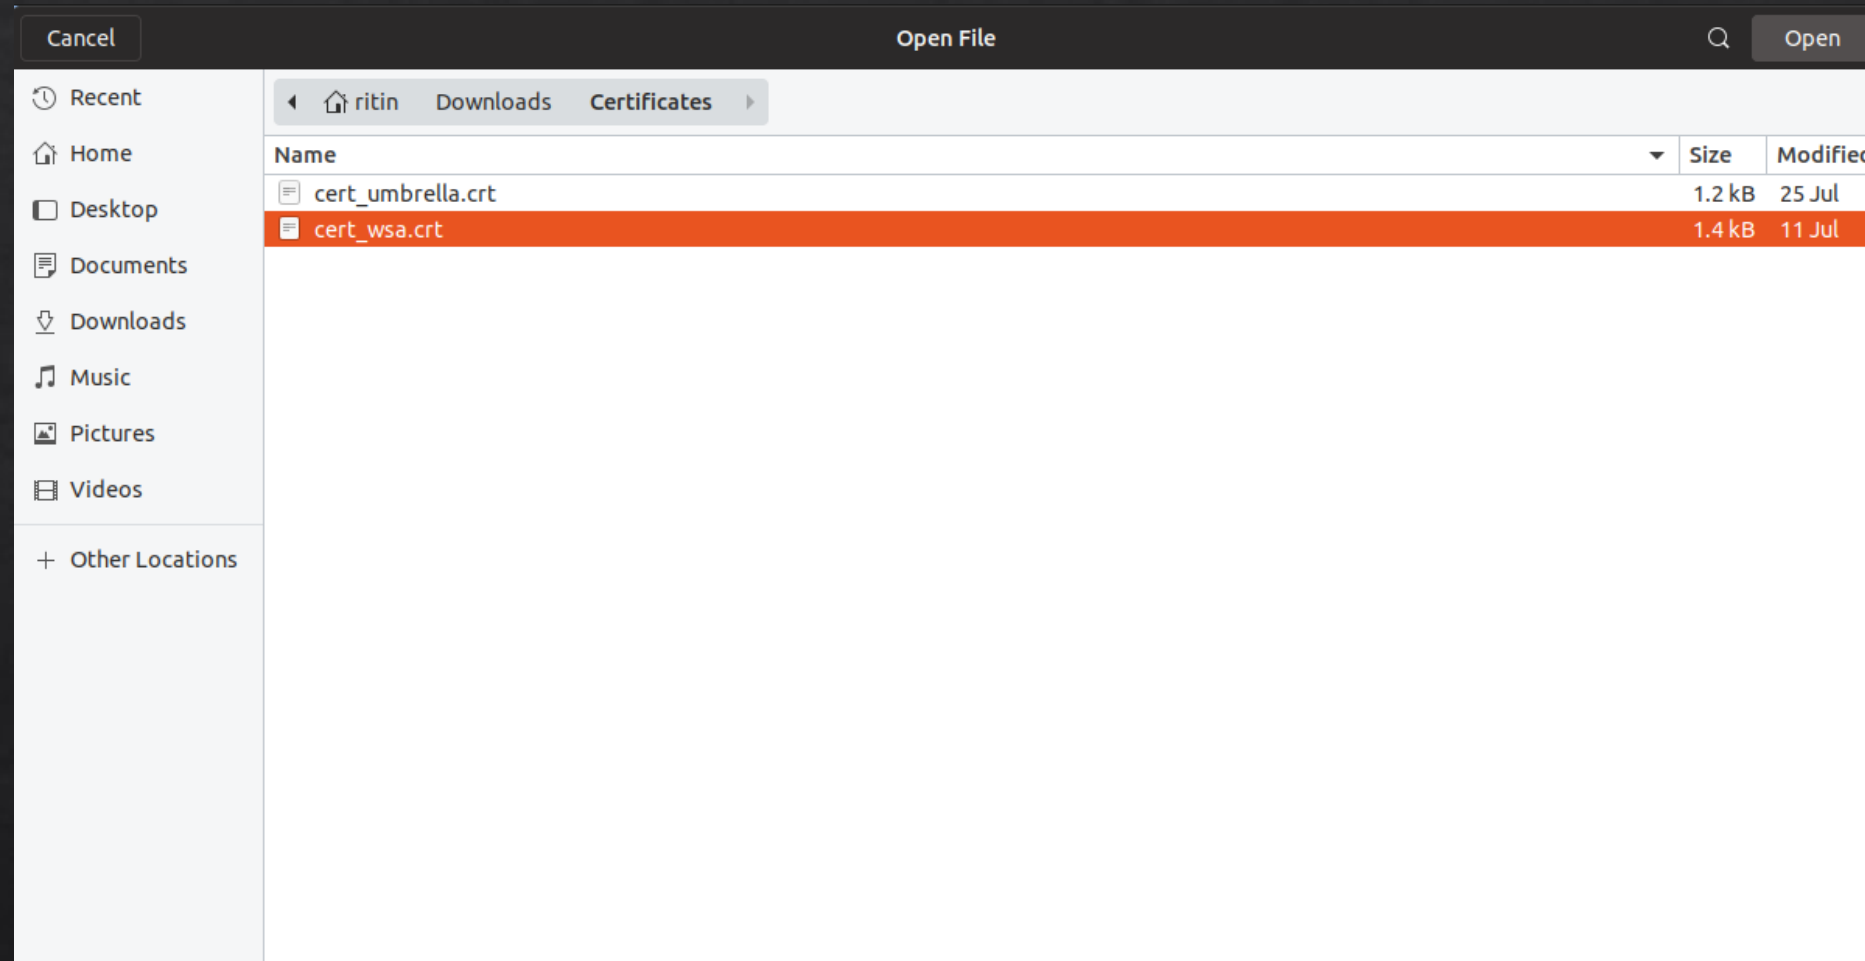 Cancel
Open File
Open
Recent
Home
Desktop
Documents
Downloads
Music
Pictures
Videos
Other Locations
ritin Downloads Certificates
Name Size Modified
cert_umbrella.crt 1.2 kB 25 Jul
cert_wsa.crt 1.4 kB 11 Jul